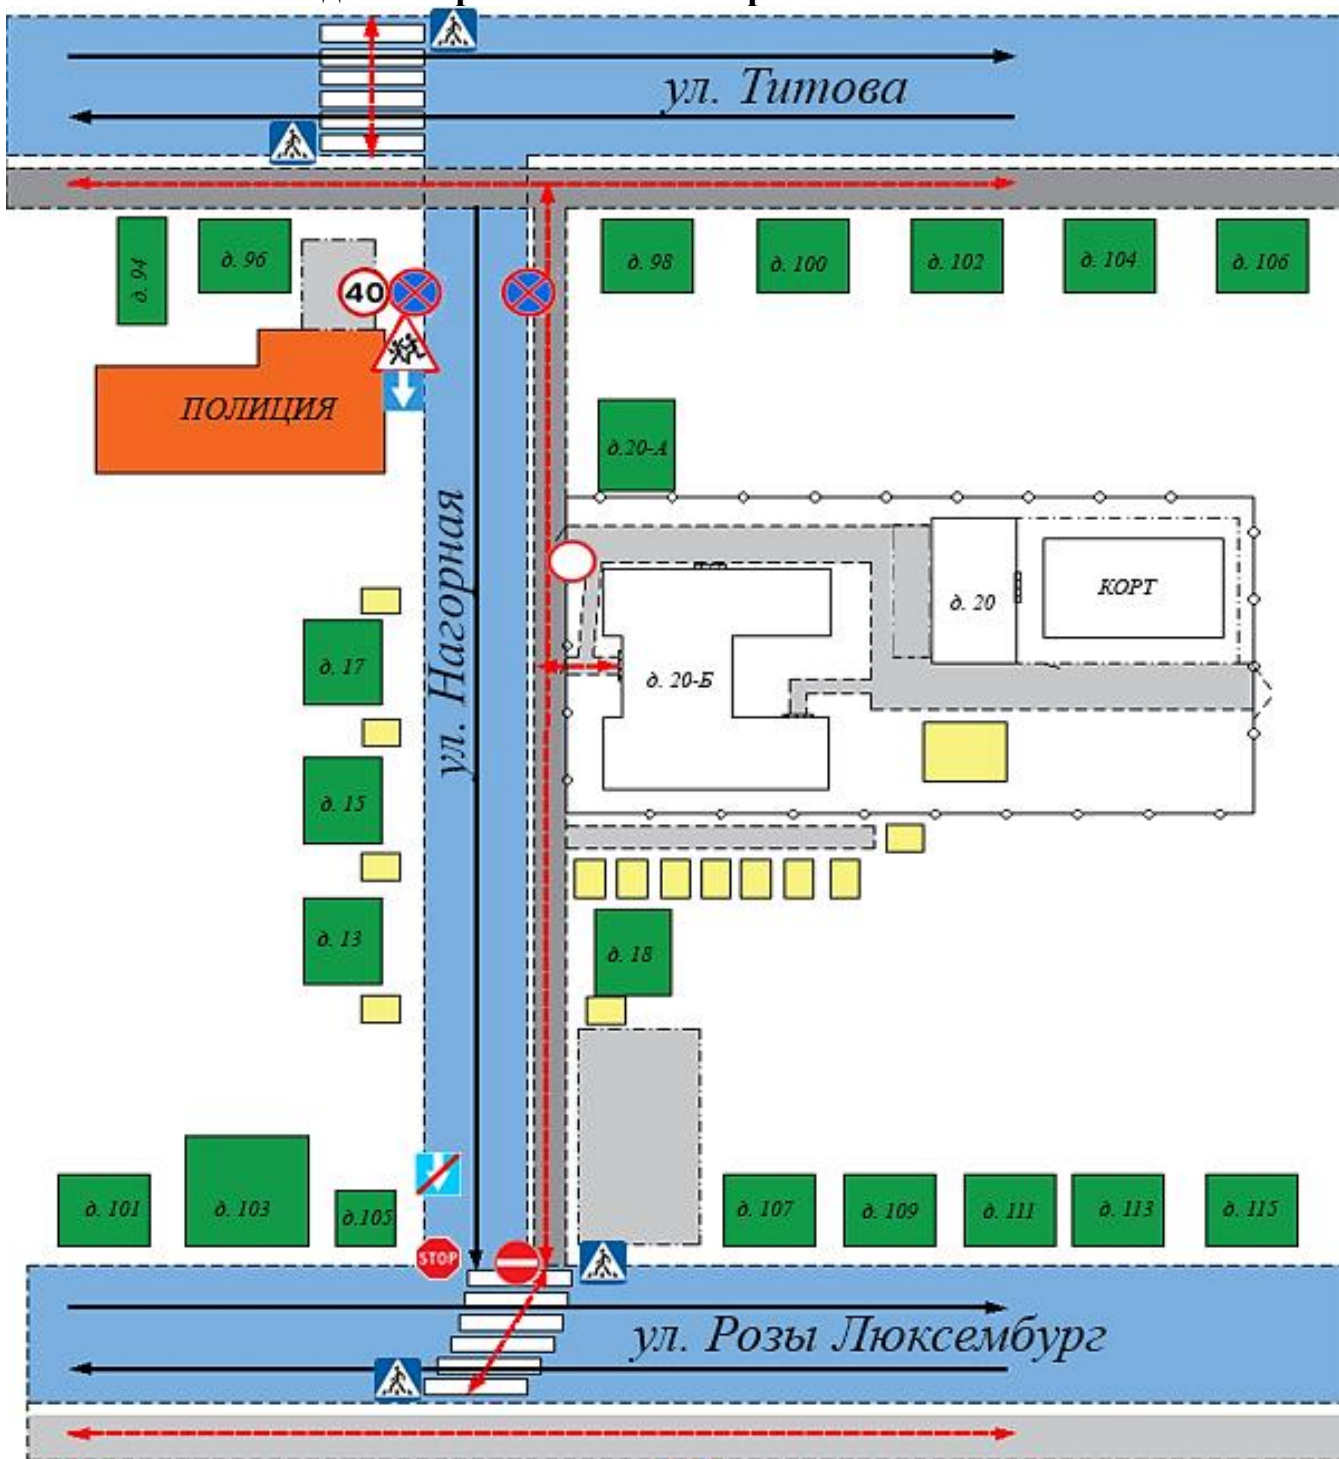 ул. Титова
д. 94
д. 96
д. 98
д. 100
д. 102
д. 104
д. 106
40
ПОЛИЦИЯ
д.20-А
ул. Нагорная
д. 20
КОРТ
д. 17
д. 20-Б
д. 15
д. 13
д. 18
д. 101
д. 103
д.105
д. 107
д. 109
д. 111
д. 113
д. 115
STOP
ул. Розы Люксембург